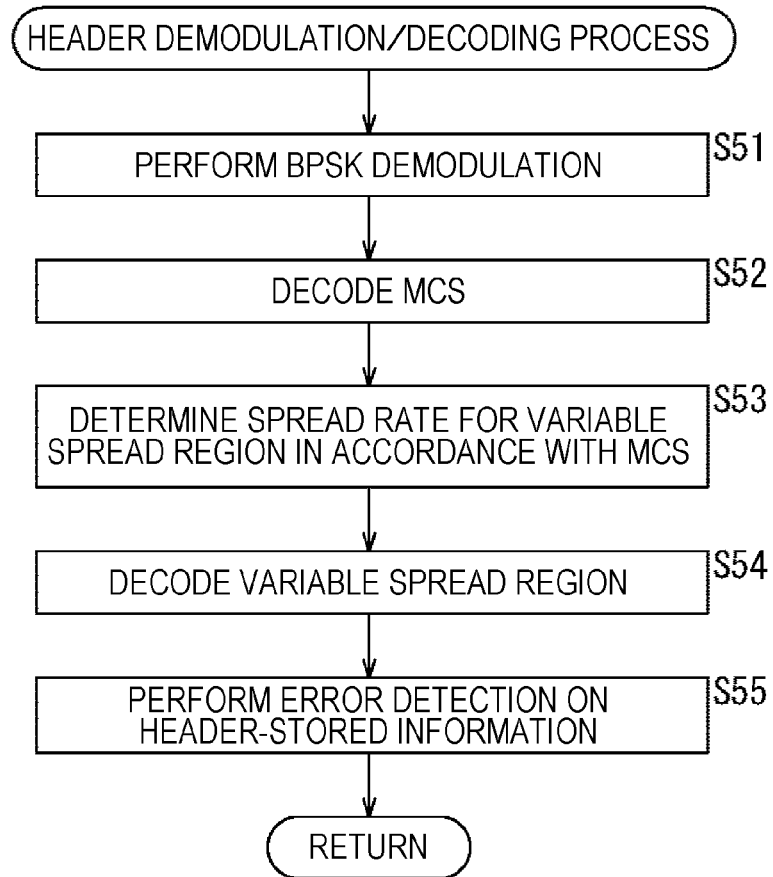 HEADER DEMODULATION/DECODING PROCESS
S51
PERFORM BPSK DEMODULATION
S52
DECODE MCS
S53
DETERMINE SPREAD RATE FOR VARIABLE
SPREAD REGION IN ACCORDANCE WITH MCS
S54
DECODE VARIABLE SPREAD REGION
S55
PERFORM ERROR DETECTION ON
HEADER-STORED INFORMATION
RETURN